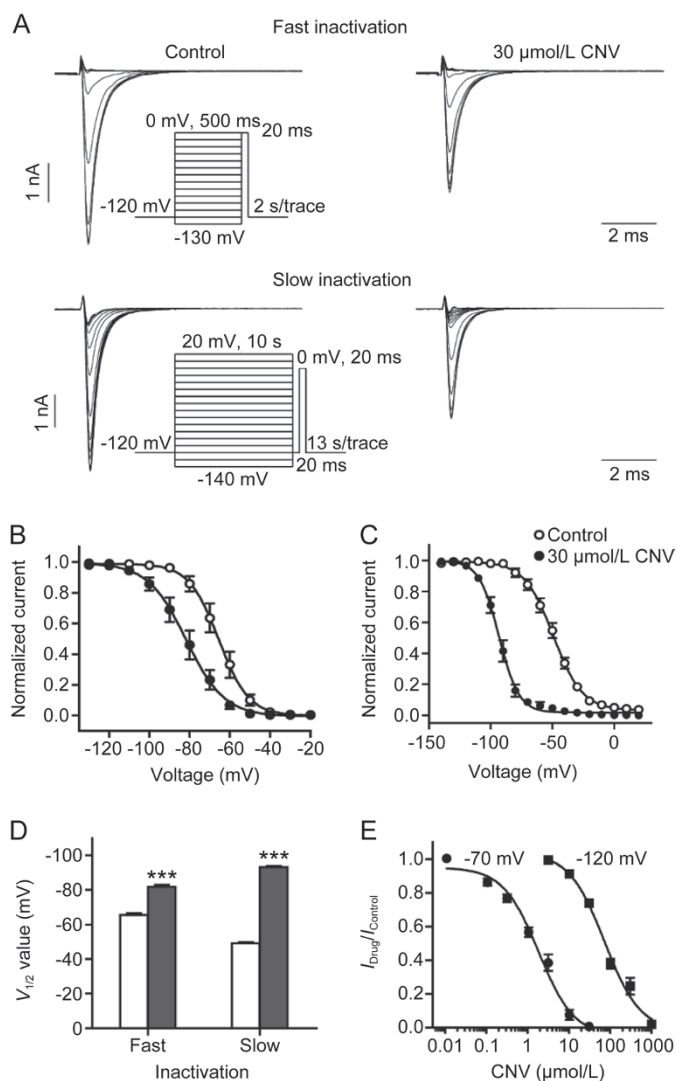 A
Fast inactivation
Control
30 µmol/L CNV
0 mV, 500 ms
20 ms
1 nA
-120 mV
2 s/trace
-130 mV
2 ms
Slow inactivation
20 mV, 10 s
0 mV, 20 ms
1 nA
-120 mV
13 s/trace
20 ms
-140 mV
2 ms
B
Normalized current
1.0
0.8
0.6
0.4
0.2
0.0
-120 -100 -80 -60 -40 -20
Voltage (mV)
C
Control
30 µmol/L CNV
Normalized current
1.0
0.8
0.6
0.4
0.2
0.0
-150 -100 -50 0
Voltage (mV)
D
V1/2 value (mV)
-100
-80
-60
-40
-20
0
***
***
Fast Slow
Inactivation
E
-70 mV
-120 mV
IDrug/IControl
1.0
0.8
0.6
0.4
0.2
0.0
0.01 0.1 1 10 100 1000
CNV (µmol/L)